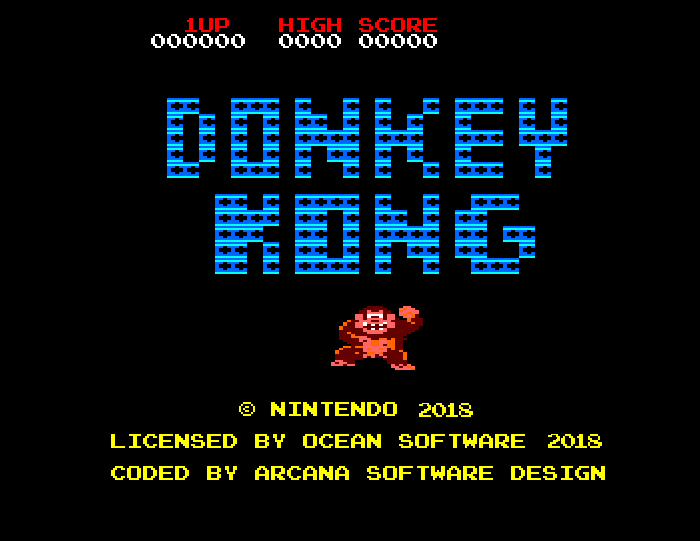 1UP HIGH SCORE
000000 0000 00000
DONKEY
KONG
© NINTENDO 2018
LICENSED BY OCEAN SOFTWARE 2018
CODED BY ARCANA SOFTWARE DESIGN